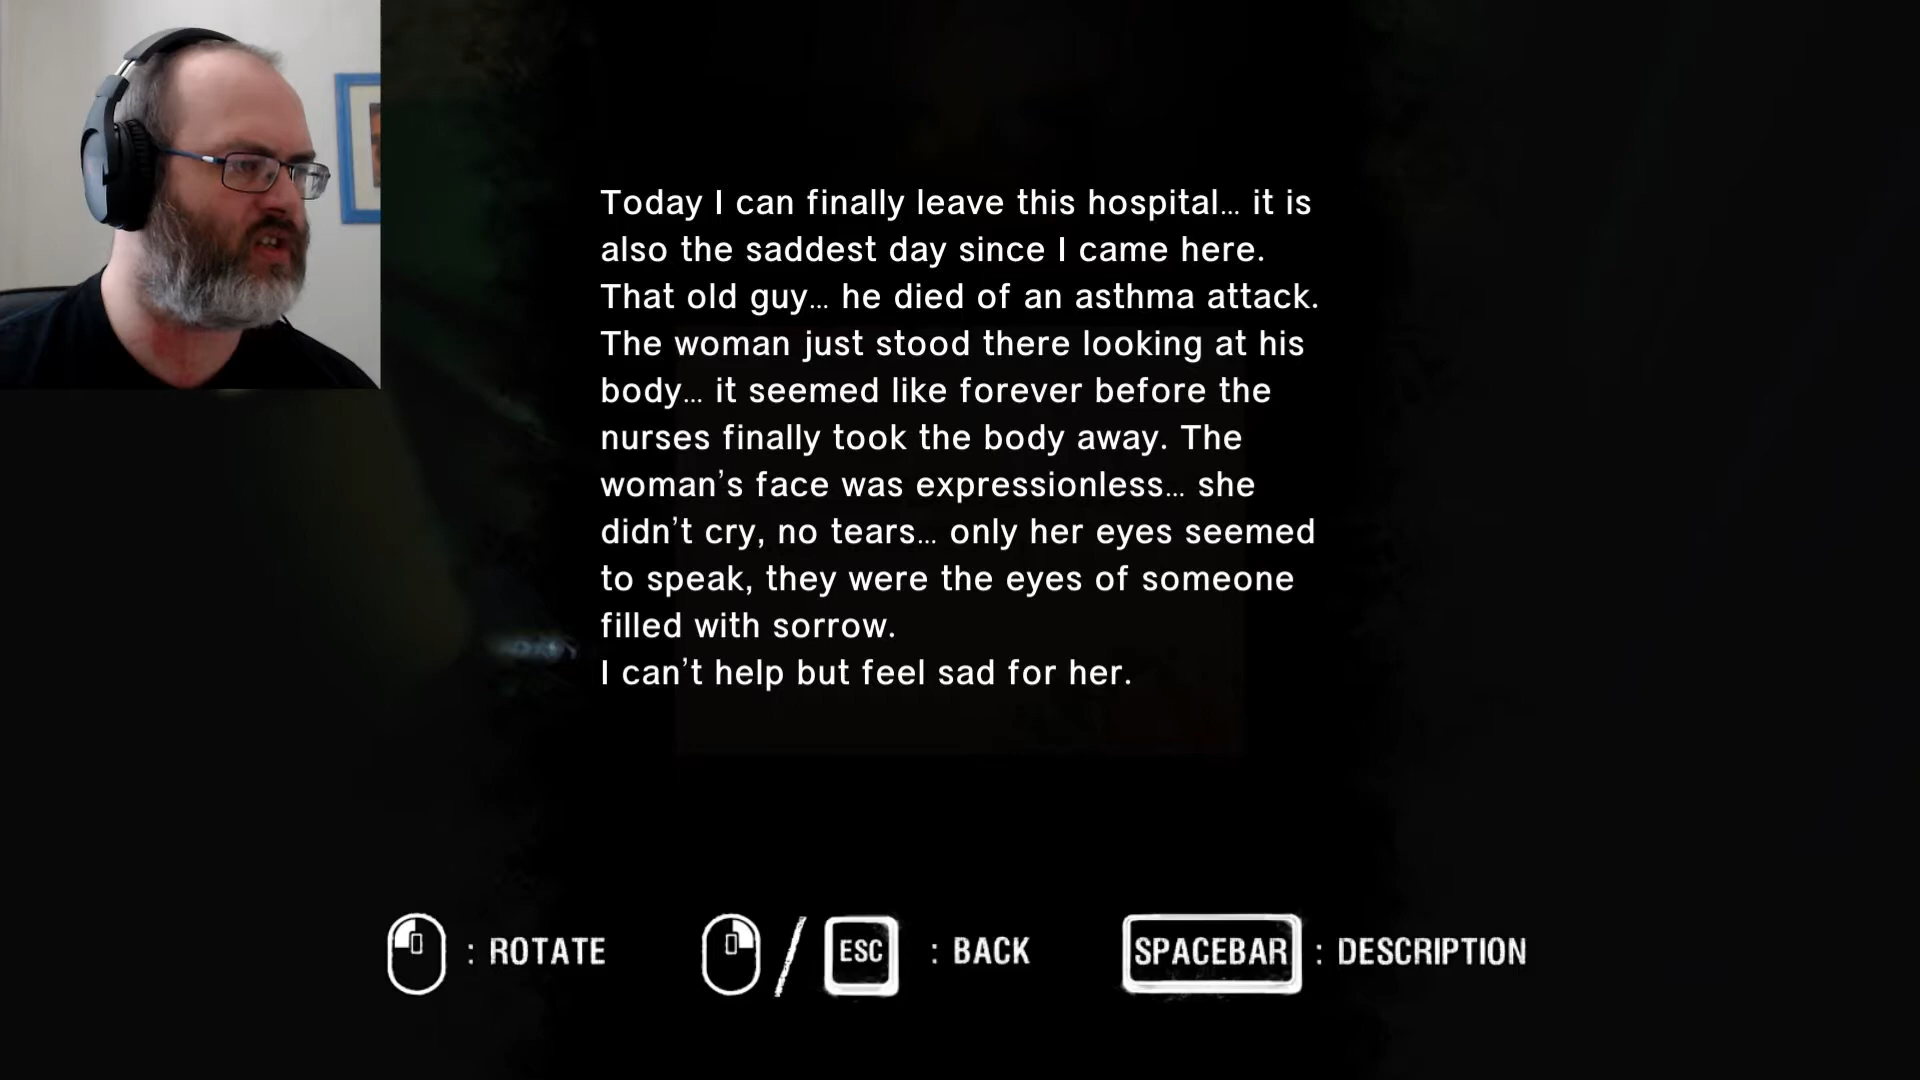 Today I can finally leave this hospital... it is
also the saddest day since I came here.
That old guy... he died of an asthma attack.
The woman just stood there looking at his
body... it seemed like forever before the
nurses finally took the body away. The
woman's face was expressionless... she
didn't cry, no tears... only her eyes seemed
to speak, they were the eyes of someone
filled with sorrow.
I can't help but feel sad for her.
: ROTATE / ESC : BACK SPACEBAR : DESCRIPTION